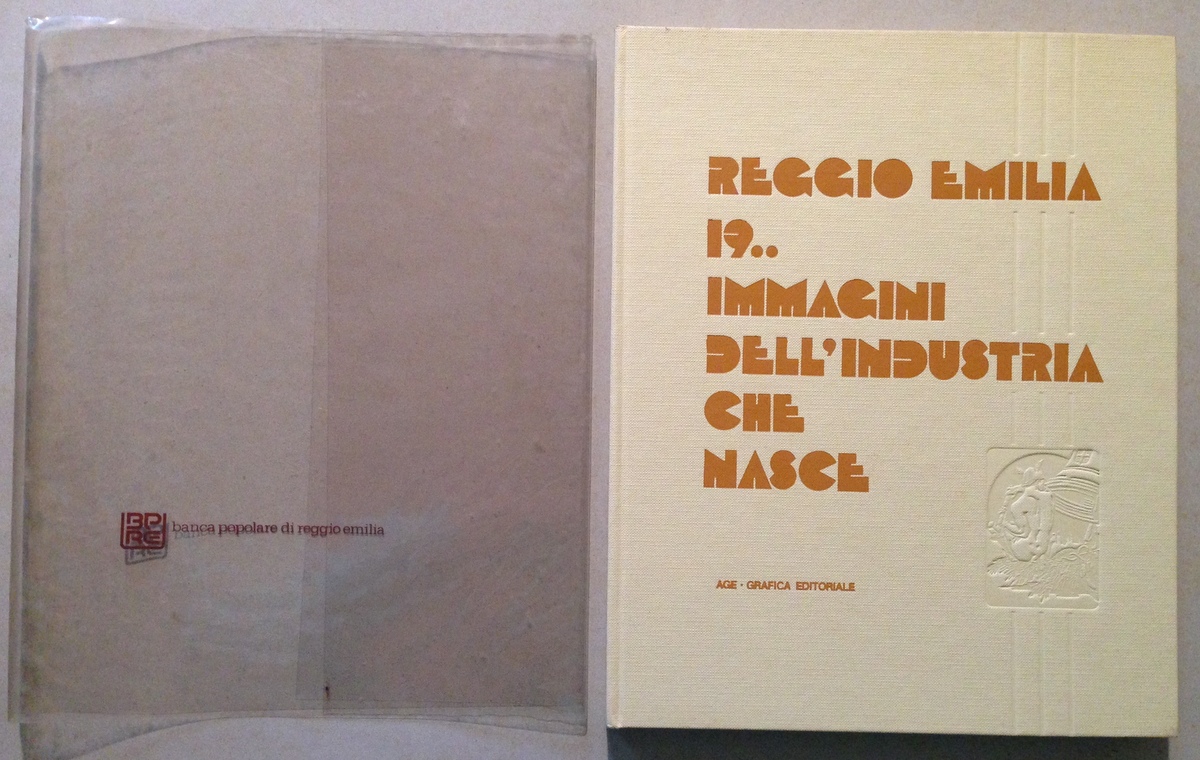 BP
RE
banca popolare di reggio emilia
REGGIO EMILIA
19..
IMMAGINI
DELL'INDUSTRIA
CHE
NASCE
AGE · GRAFICA EDITORIALE